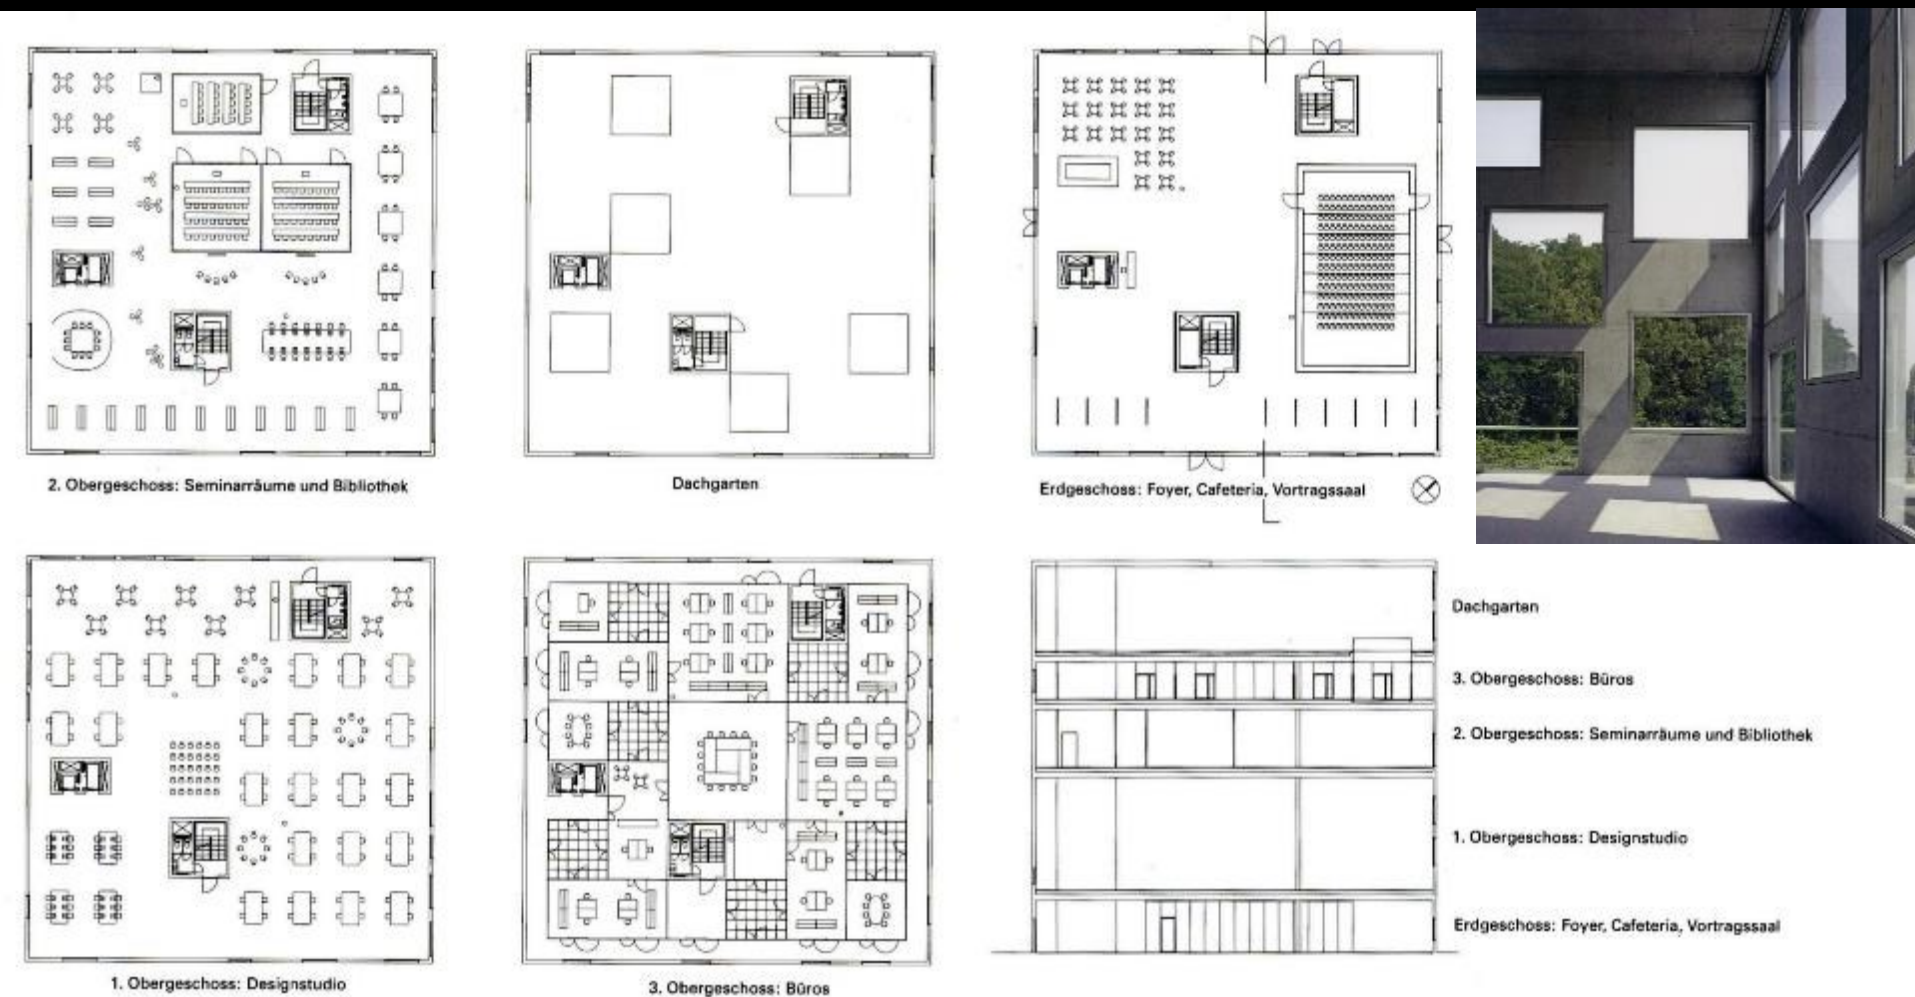 2. Obergeschoss: Seminarräume und Bibliothek
Dachgarten
Erdgeschoss: Foyer, Cafeteria, Vortragssaal
1. Obergeschoss: Designstudio
3. Obergeschoss: Büros
Dachgarten
3. Obergeschoss: Büros
2. Obergeschoss: Seminarräume und Bibliothek
1. Obergeschoss: Designstudio
Erdgeschoss: Foyer, Cafeteria, Vortragssaal